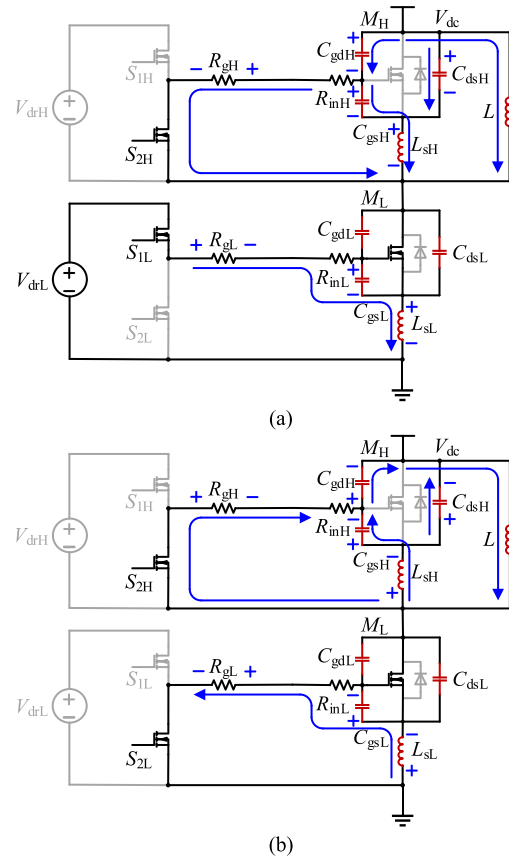 M_H V_dc
+ C_gdH + +
− R_gH + −
S_1H C_dsH
V_drH + − R_inH + − − L
S_2H C_gsH + L_sH −
M_L
S_1L + R_gL − C_gdL
V_drL + − R_inL + − C_dsL
S_2L C_gsL + L_sL −
(a)
M_H V_dc
− C_gdH − −
+ R_gH − +
S_1H C_dsH
V_drH + − R_inH − + + L
S_2H C_gsH − L_sH +
M_L
S_1L − R_gL + C_gdL
V_drL + − R_inL − + C_dsL
S_2L C_gsL − L_sL +
(b)